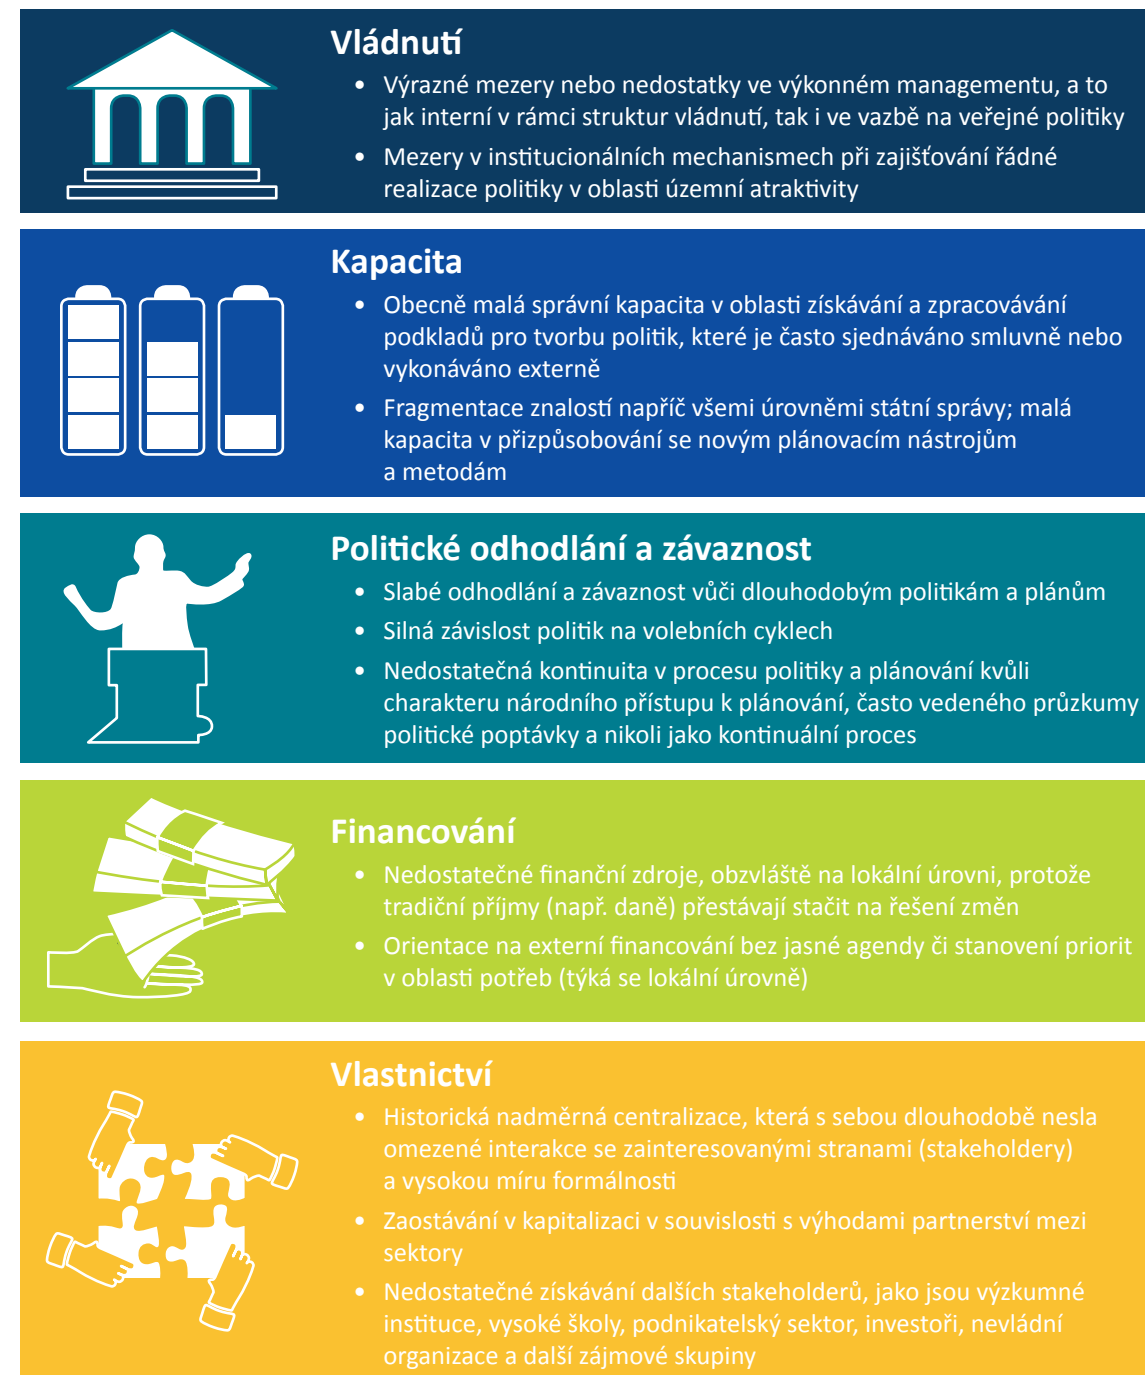 Vládnutí
• Výrazné mezery nebo nedostatky ve výkonném managementu, a to
jak interní v rámci struktur vládnutí, tak i ve vazbě na veřejné politiky
• Mezery v institucionálních mechanismech při zajišťování řádné
realizace politiky v oblasti územní atraktivity
Kapacita
• Obecně malá správní kapacita v oblasti získávání a zpracovávání
podkladů pro tvorbu politik, které je často sjednáváno smluvně nebo
vykonáváno externě
• Fragmentace znalostí napříč všemi úrovněmi státní správy; malá
kapacita v přizpůsobování se novým plánovacím nástrojům
a metodám
Politické odhodlání a závaznost
• Slabé odhodlání a závaznost vůči dlouhodobým politikám a plánům
• Silná závislost politik na volebních cyklech
• Nedostatečná kontinuita v procesu politiky a plánování kvůli
charakteru národního přístupu k plánování, často vedeného průzkumy
politické poptávky a nikoli jako kontinuální proces
Financování
• Nedostatečné finanční zdroje, obzvláště na lokální úrovni, protože
tradiční příjmy (např. daně) přestávají stačit na řešení změn
• Orientace na externí financování bez jasné agendy či stanovení priorit
v oblasti potřeb (týká se lokální úrovně)
Vlastnictví
• Historická nadměrná centralizace, která s sebou dlouhodobě nesla
omezené interakce se zainteresovanými stranami (stakeholdery)
a vysokou míru formálnosti
• Zaostávání v kapitalizaci v souvislosti s výhodami partnerství mezi
sektory
• Nedostatečné získávání dalších stakeholderů, jako jsou výzkumné
instituce, vysoké školy, podnikatelský sektor, investoři, nevládní
organizace a další zájmové skupiny